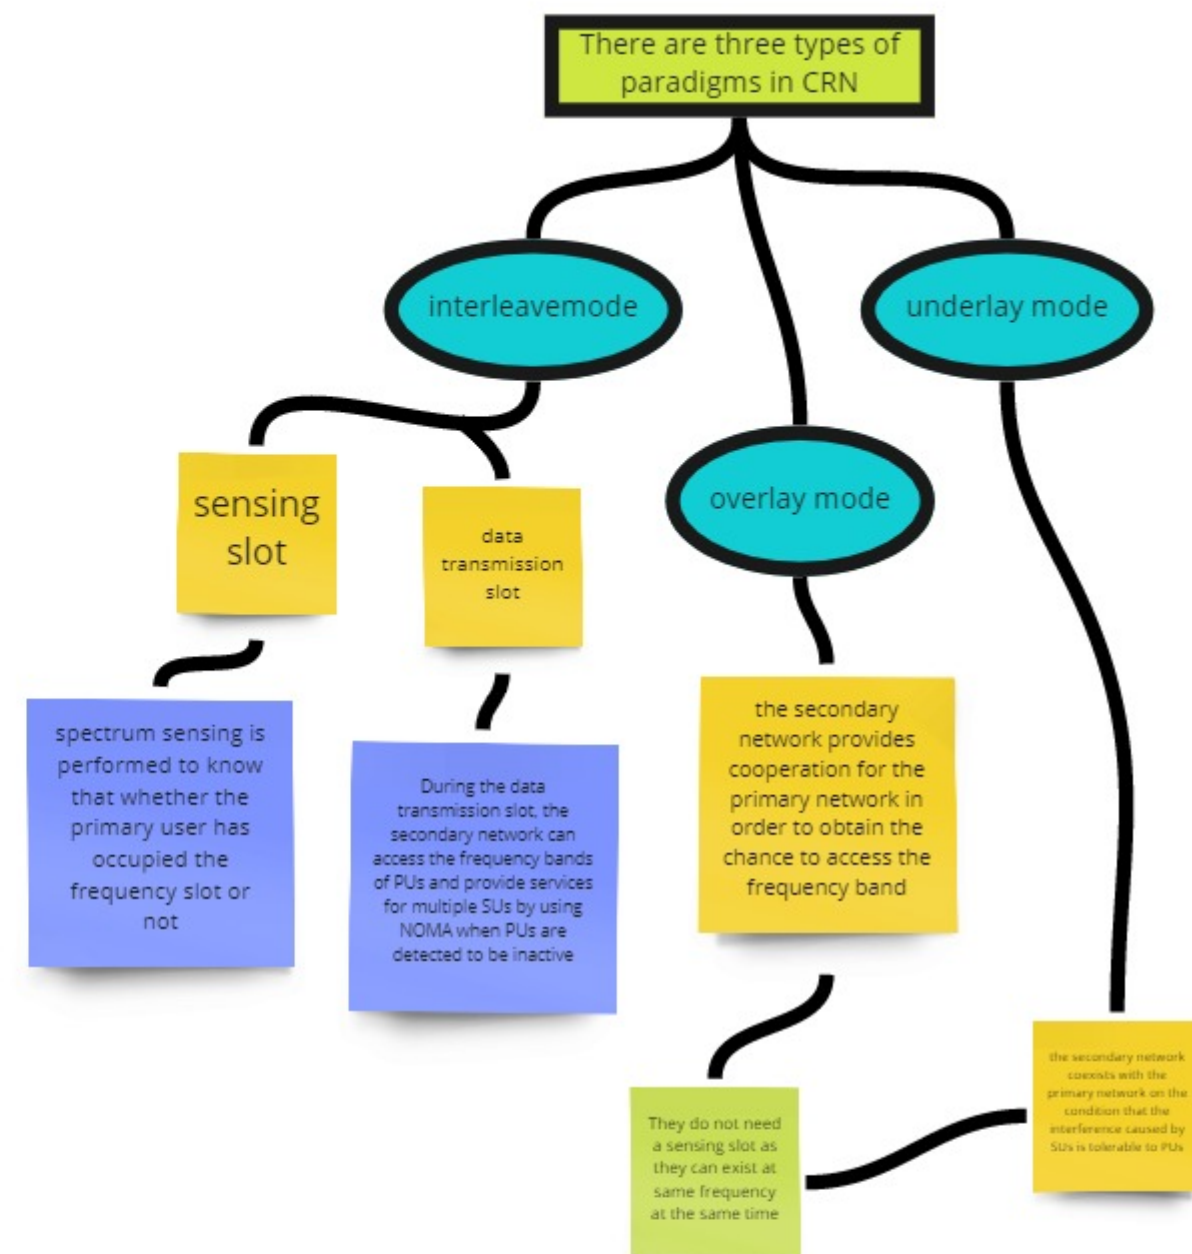 There are three types of
paradigms in CRN
interleavemode
underlay mode
overlay mode
sensing
slot
data
transmission
slot
spectrum sensing is
performed to know
that whether the
primary user has
occupied the
frequency slot or
not
During the data
transmission slot, the
secondary network can
access the frequency bands
of PUs and provide services
for multiple SUs by using
NOMA when PUs are
detected to be inactive
the secondary
network provides
cooperation for the
primary network in
order to obtain the
chance to access the
frequency band
the secondary network
coexists with the
primary network on the
condition that the
interference caused by
SUs is tolerable to PUs
They do not need
a sensing slot as
they can exist at
same frequency
at the same time